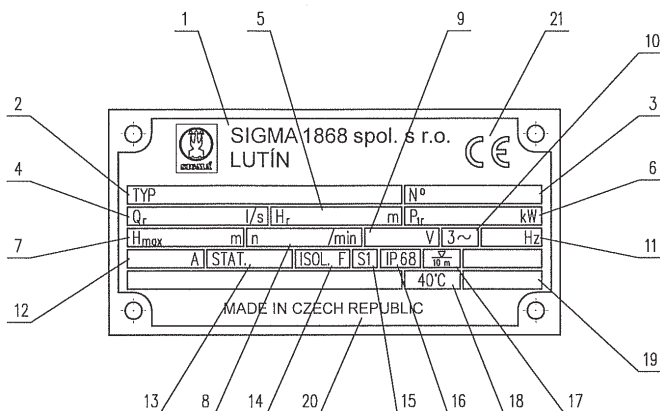 1 5 9 21 10
2 3
SIGMA 1868 spol. s r.o.
LUTÍN
SIGMA
CE
4 6
TYP Nº
Qr l/s Hr m P1r kW
7 11
Hmax m n /min V 3~ Hz
A STAT., ISOL. F S1 IP 68 10 m
40°C
12 19
MADE IN CZECH REPUBLIC
13 8 14 20 15 16 18 17